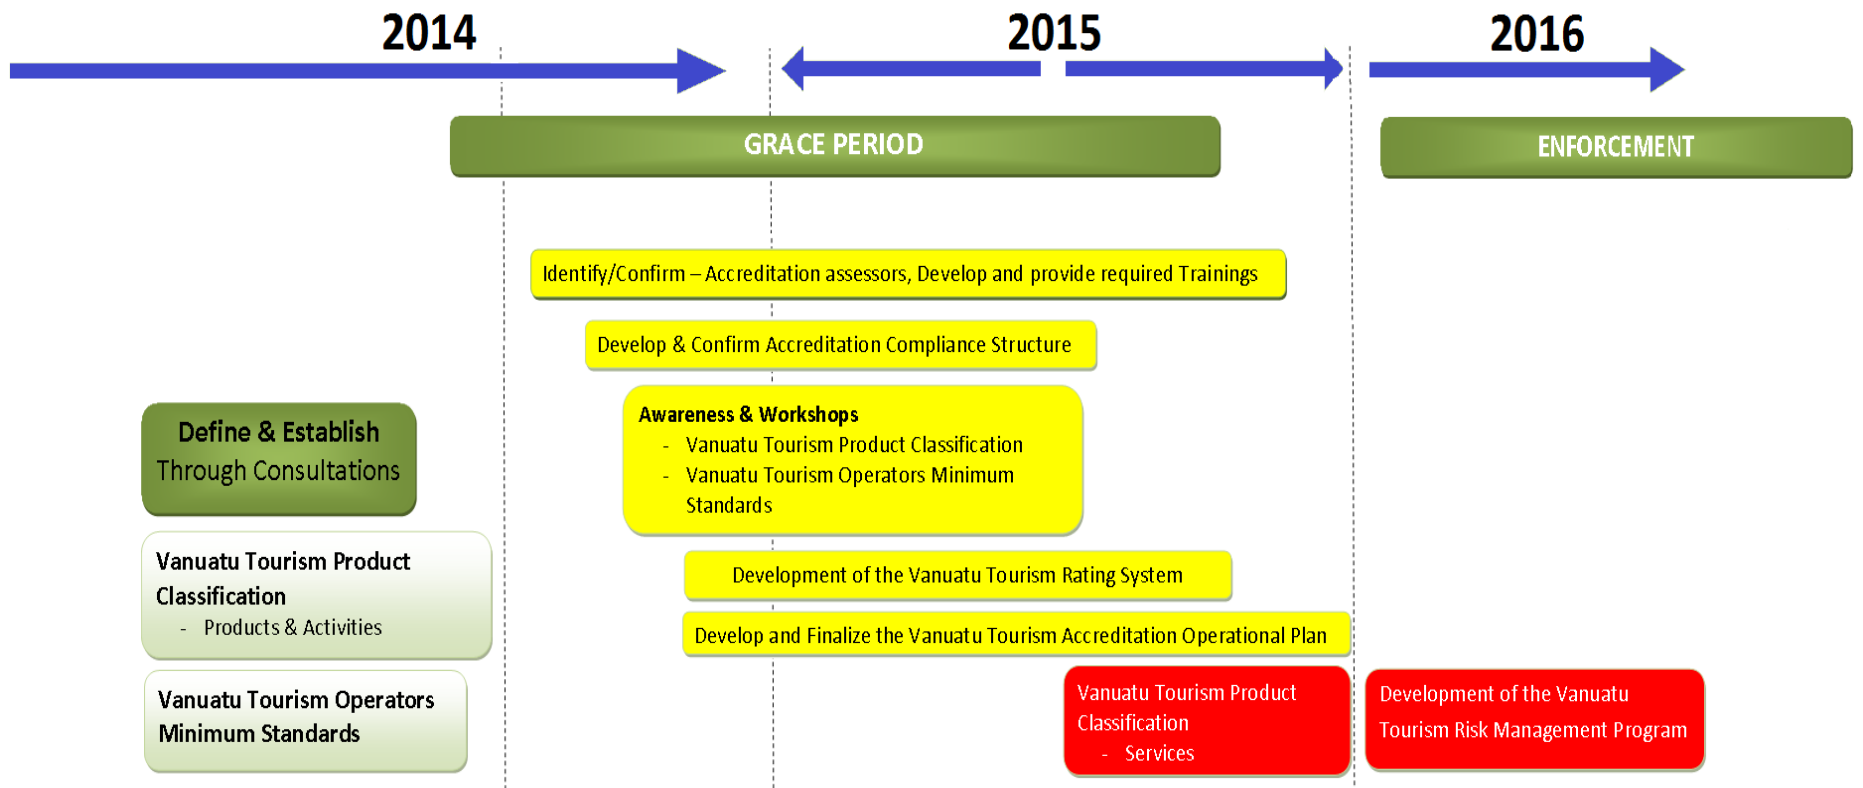 2014
2015
2016
GRACE PERIOD
ENFORCEMENT
Identify/Confirm – Accreditation assessors, Develop and provide required Trainings
Develop & Confirm Accreditation Compliance Structure
Awareness & Workshops
- Vanuatu Tourism Product Classification
- Vanuatu Tourism Operators Minimum
Standards
Define & Establish
Through Consultations
Vanuatu Tourism Product
Classification
- Products & Activities
Development of the Vanuatu Tourism Rating System
Develop and Finalize the Vanuatu Tourism Accreditation Operational Plan
Vanuatu Tourism Operators
Minimum Standards
Vanuatu Tourism Product
Classification
- Services
Development of the Vanuatu
Tourism Risk Management Program